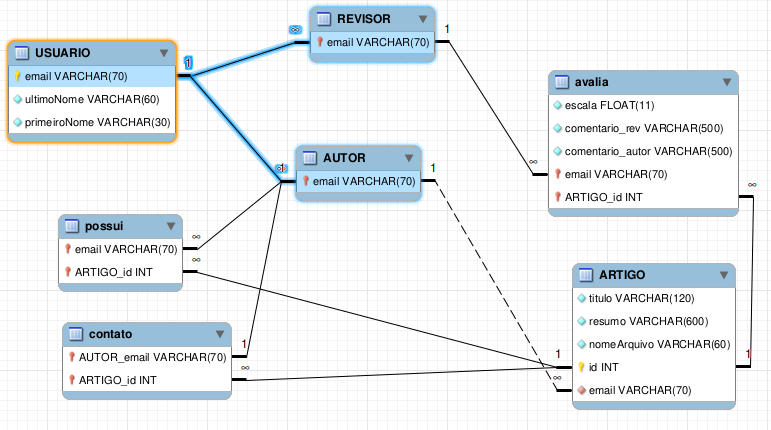 REVISOR
email VARCHAR(70)
USUARIO
email VARCHAR(70)
ultimoNome VARCHAR(60)
primeiroNome VARCHAR(30)
1
∞
1
avalia
escala FLOAT(11)
comentario_rev VARCHAR(500)
comentario_autor VARCHAR(500)
email VARCHAR(70)
ARTIGO_id INT
∞
∞
AUTOR
email VARCHAR(70)
1
possui
email VARCHAR(70)
ARTIGO_id INT
∞
∞
ARTIGO
titulo VARCHAR(120)
resumo VARCHAR(600)
nomeArquivo VARCHAR(60)
id INT
email VARCHAR(70)
1
∞
1
contato
AUTOR_email VARCHAR(70)
ARTIGO_id INT
1
∞